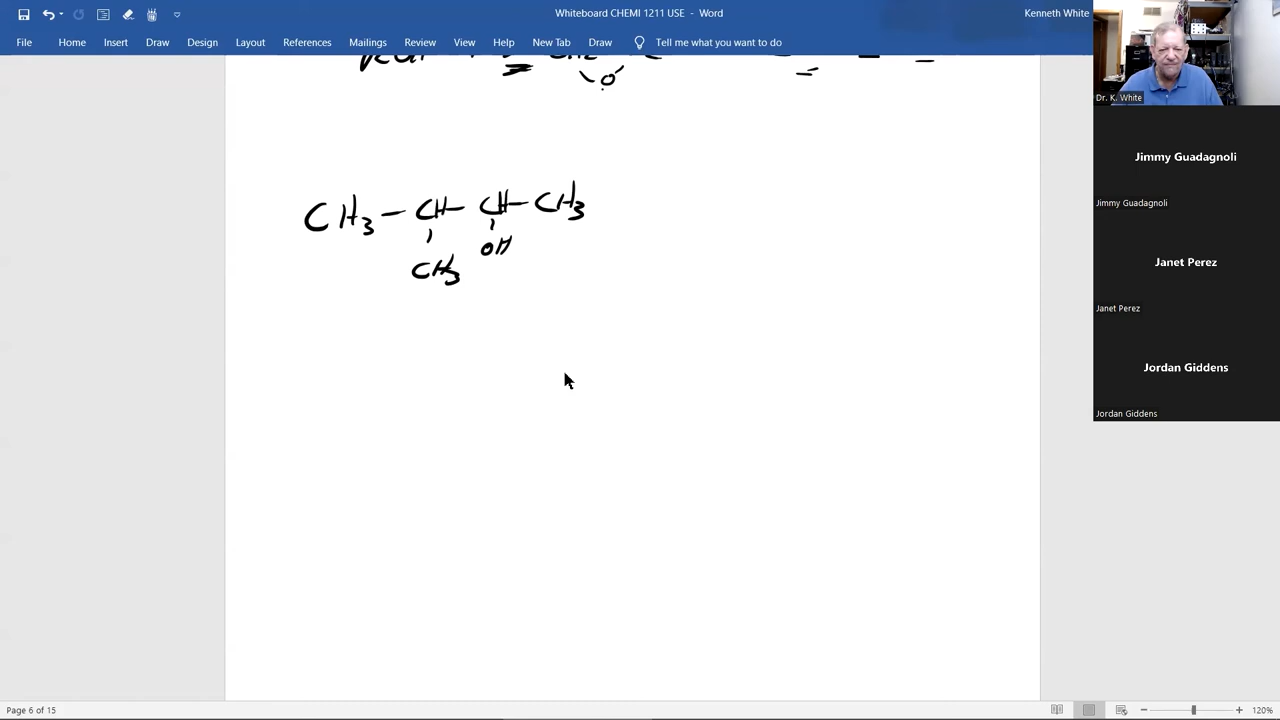 Whiteboard CHEMI 1211 USE - Word
Kenneth White
File Home Insert Draw Design Layout References Mailings Review View Help New Tab Draw Tell me what you want to do
Dr. K. White
CH3 - CH - CH - CH3
CH3 OH
Jimmy Guadagnoli
Jimmy Guadagnoli
Janet Perez
Janet Perez
Jordan Giddens
Jordan Giddens
Page 6 of 15
120%